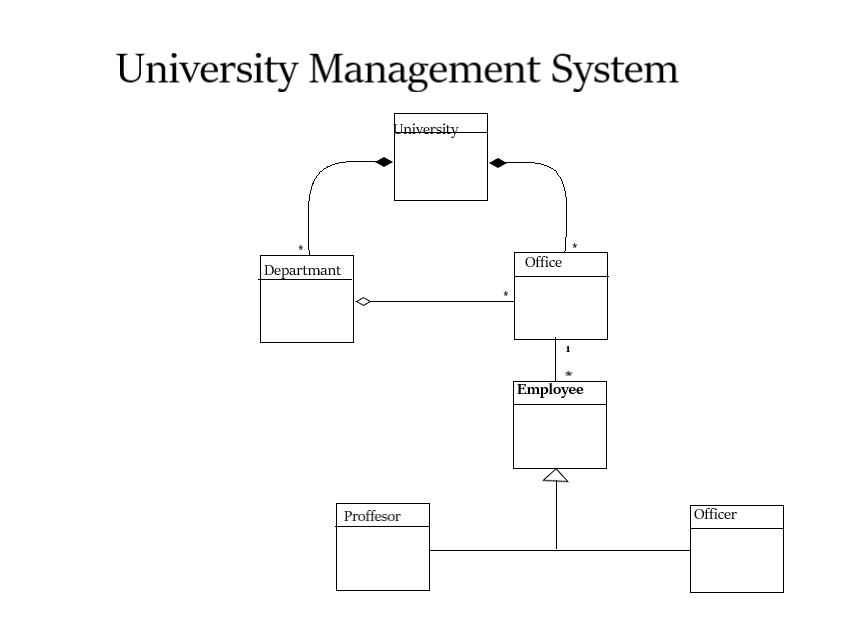 University Management System
University
*
*
Departmant
Office
*
1
*
Employee
Proffesor
Officer